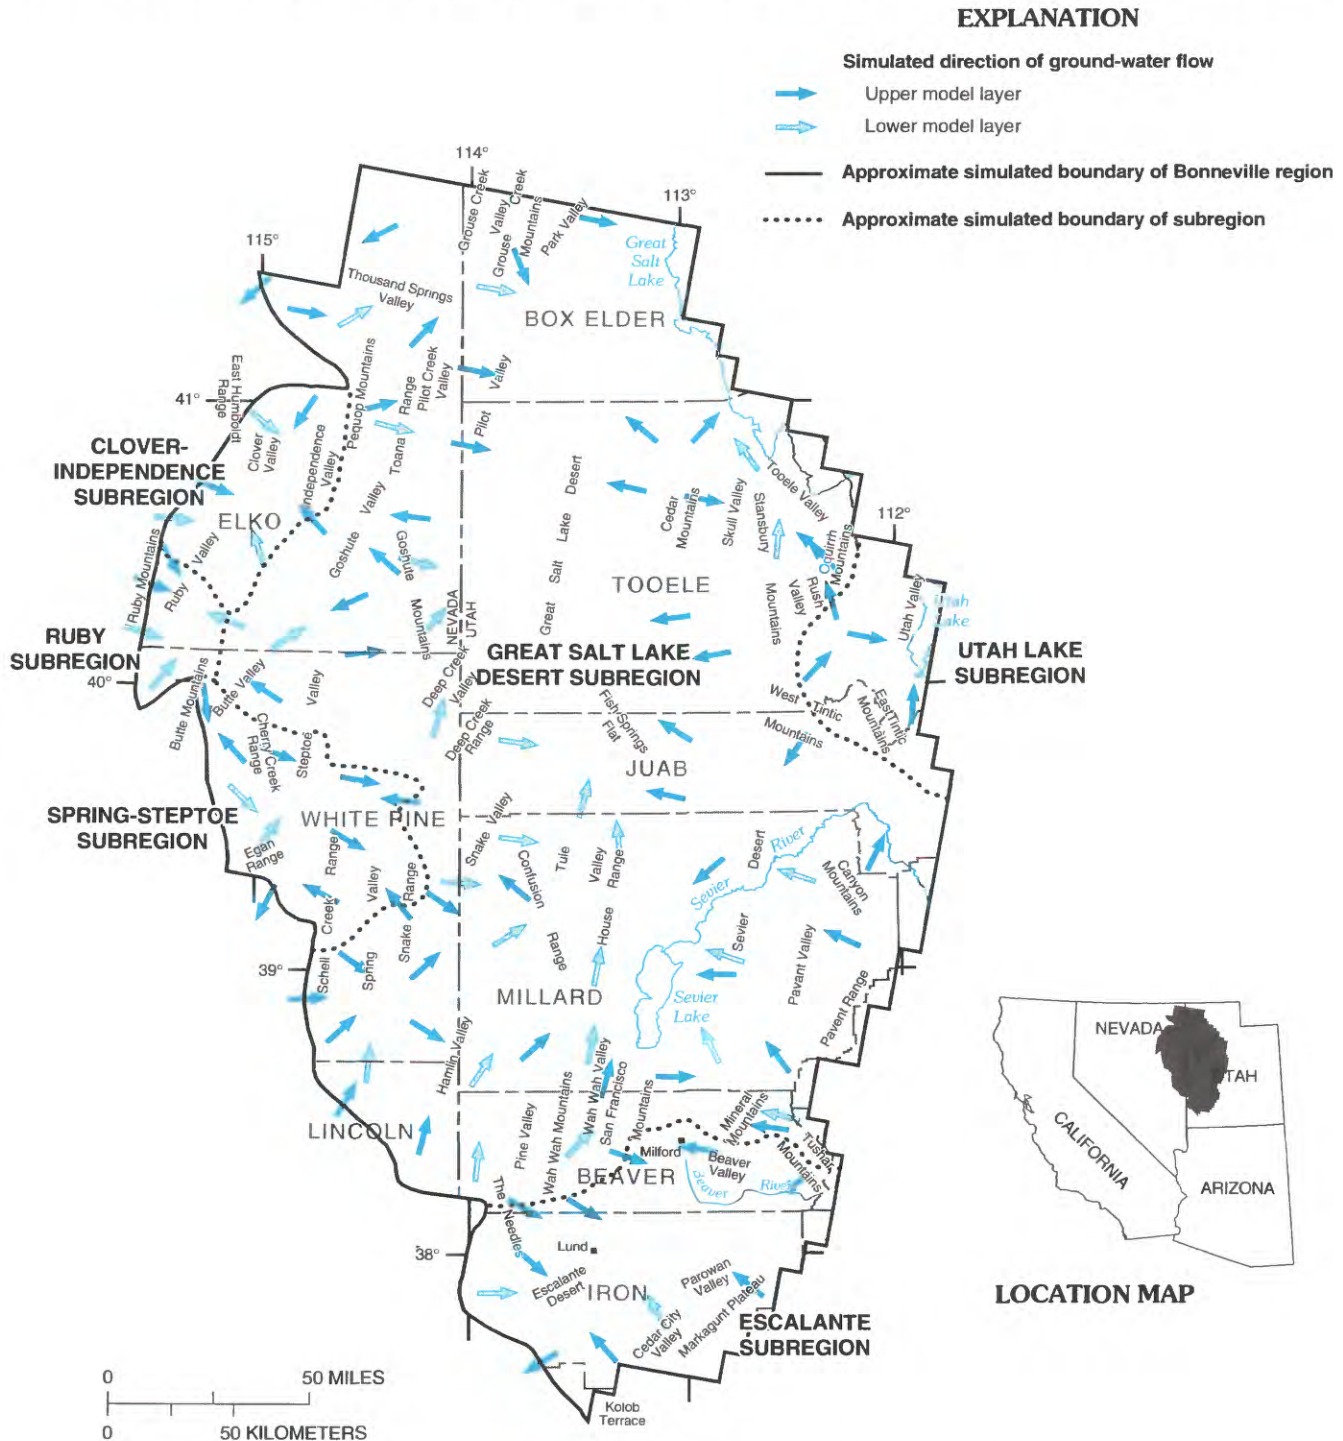 EXPLANATION
Simulated direction of ground-water flow
Upper model layer
Lower model layer
Approximate simulated boundary of Bonneville region
Approximate simulated boundary of subregion
114°
113°
115°
Grouse Creek
Valley
Grouse
Creek
Mountains
Park Valley
Great
Salt
Lake
Thousand Springs
Valley
BOX ELDER
East Humboldt
Range
41°
Pequop Mountains
Range
Pilot Creek
Valley
Valley
Pilot
CLOVER-
INDEPENDENCE
SUBREGION
Clover
Valley
Independence
Valley
Toana
Desert
Lake
Salt
Great
Cedar
Mountains
Skull Valley
Stansbury
Mountains
Tooele Valley
112°
ELKO
Valley
Goshute
Goshute
Mountains
Oquirrh
Mountains
Rush
Valley
Utah Valley
Utah
Lake
TOOELE
Ruby Mountains
Valley
Ruby
NEVADA
UTAH
RUBY
SUBREGION
GREAT SALT LAKE
DESERT SUBREGION
UTAH LAKE
SUBREGION
40°
Butte Mountains
Butte Valley
Valley
Steptoe
Deep Creek
Valley
Deep Creek
Range
Fish Springs
Flat
West
Tintic
Mountains
East Tintic
Mountains
Cherry Creek
Range
JUAB
SPRING-STEPTOE
SUBREGION
WHITE PINE
Egan
Range
Range
Creek
Schell
Valley
Spring
Range
Snake
Snake Valley
Confusion
Range
Tule
Valley
Range
House
Desert
Sevier
River
Sevier
Canyon
Mountains
39°
MILLARD
Sevier
Lake
Pavant Valley
Pavent Range
Hamlin Valley
NEVADA
UTAH
CALIFORNIA
ARIZONA
LOCATION MAP
LINCOLN
Pine Valley
Wah Wah Mountains
Wah Wah Valley
San Francisco
Mountains
Mineral
Mountains
Milford
Beaver
Valley
Tushar
Mountains
BEAVER
Beaver
River
The
Needles
38°
Lund
Escalante
Desert
IRON
Parowan
Valley
Cedar City
Valley
Markagunt Plateau
ESCALANTE
SUBREGION
Kolob
Terrace
0 50 MILES
0 50 KILOMETERS